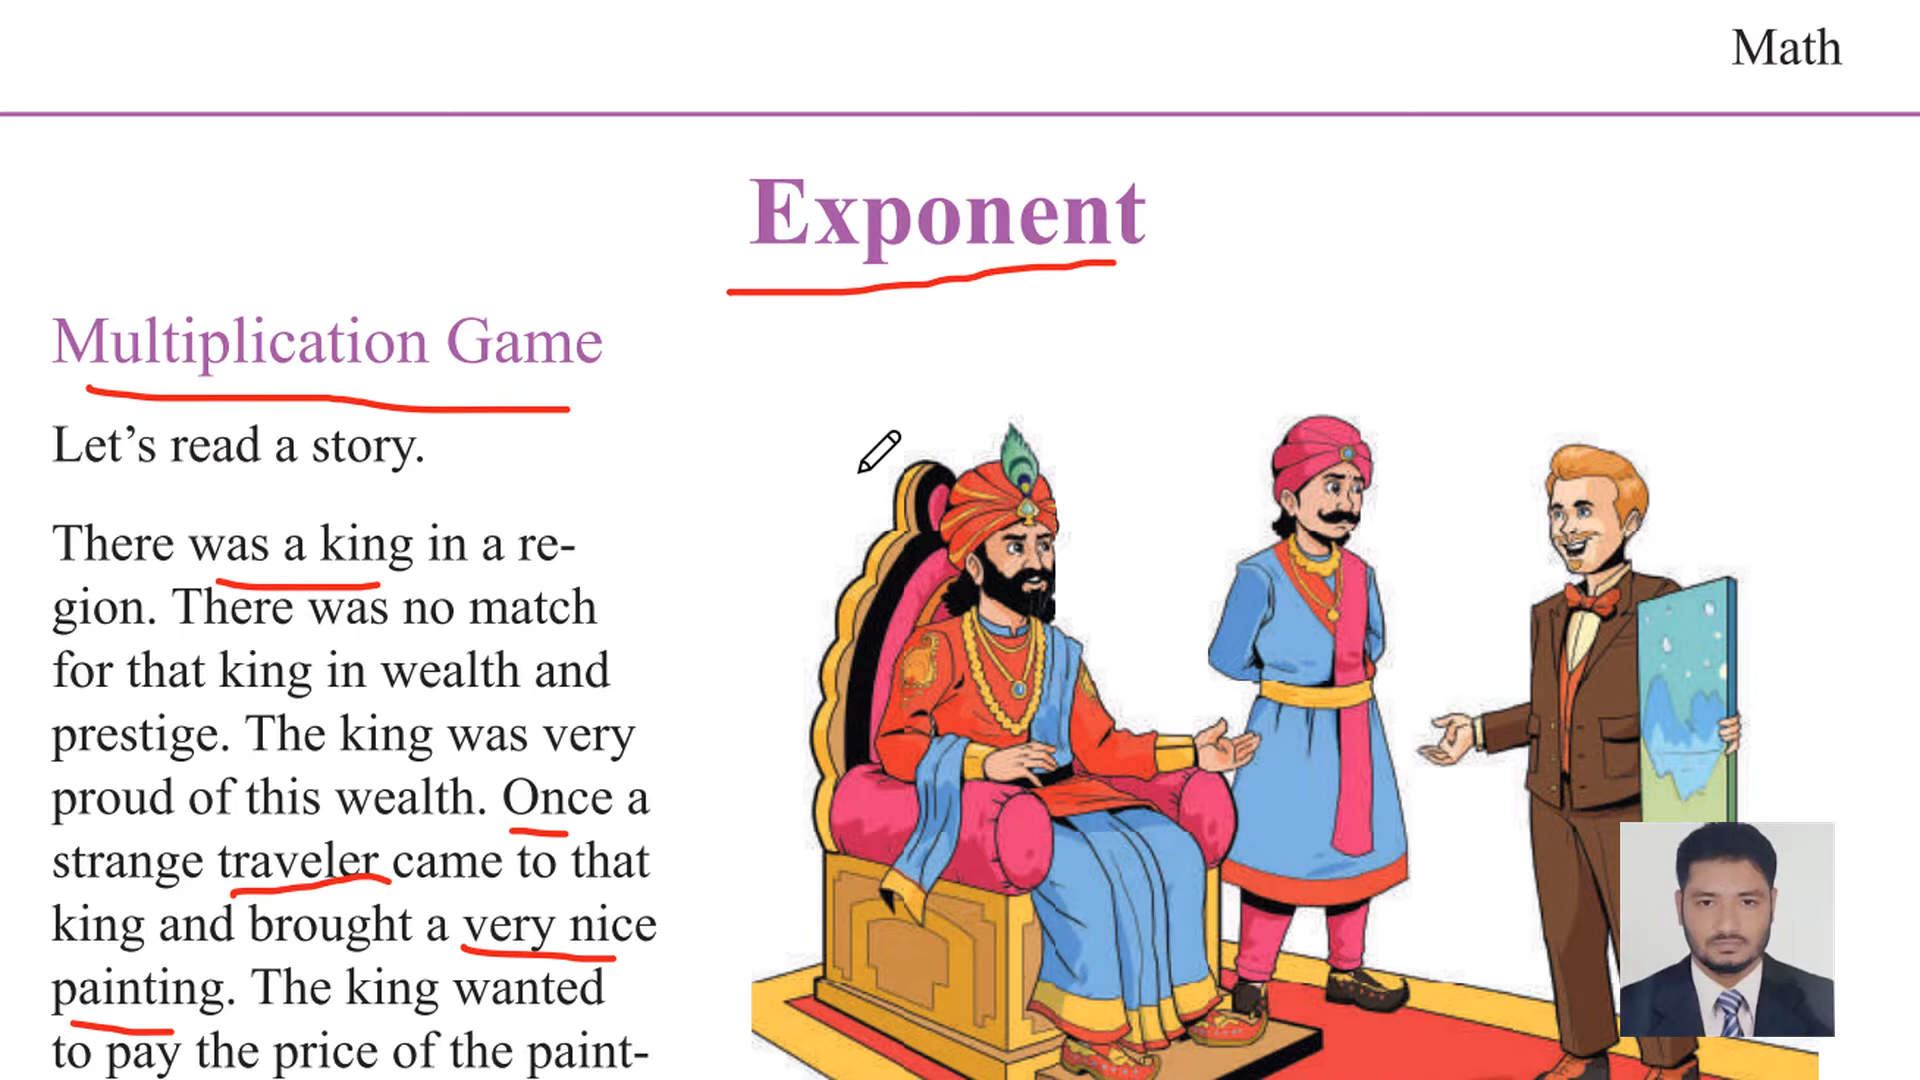 Math
Exponent
Multiplication Game
Let’s read a story.
There was a king in a re-
gion. There was no match
for that king in wealth and
prestige. The king was very
proud of this wealth. Once a
strange traveler came to that
king and brought a very nice
painting. The king wanted
to pay the price of the paint-